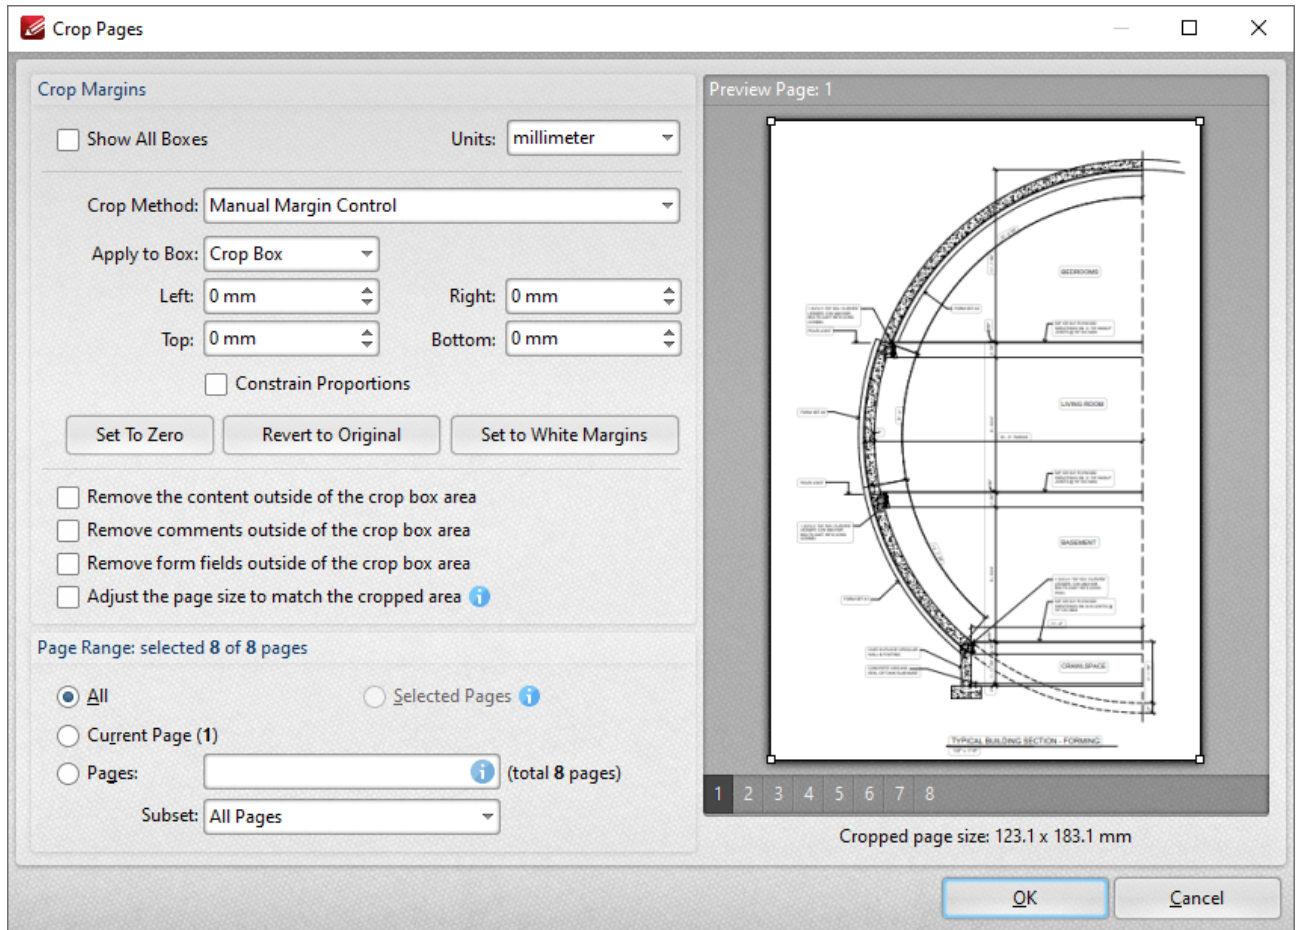 Crop Pages
Crop Margins
Show All Boxes
Units: millimeter
Crop Method: Manual Margin Control
Apply to Box: Crop Box
Left: 0 mm
Right: 0 mm
Top: 0 mm
Bottom: 0 mm
Constrain Proportions
Set To Zero
Revert to Original
Set to White Margins
Remove the content outside of the crop box area
Remove comments outside of the crop box area
Remove form fields outside of the crop box area
Adjust the page size to match the cropped area
Page Range: selected 8 of 8 pages
All
Selected Pages
Current Page (1)
Pages:
(total 8 pages)
Subset: All Pages
Preview Page: 1
BEDROOMS
LIVING ROOM
BASEMENT
CRAWLSPACE
TYPICAL BUILDING SECTION - FORMING
1 2 3 4 5 6 7 8
Cropped page size: 123.1 x 183.1 mm
OK
Cancel